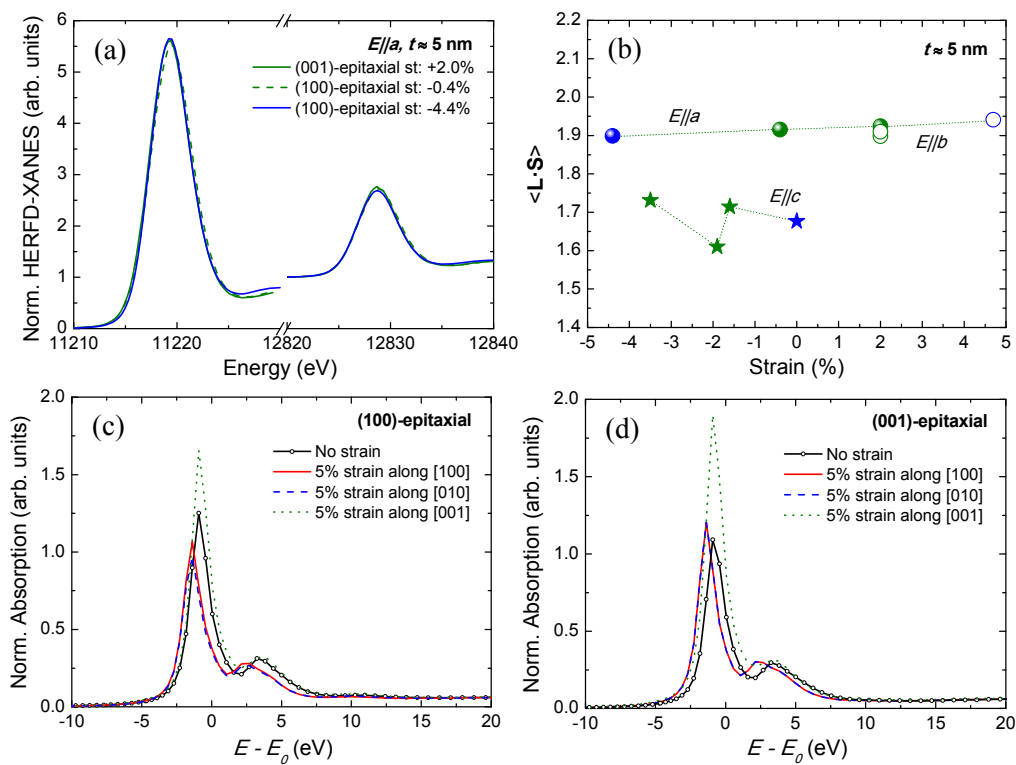 (a)
E//a, t ≈ 5 nm
(001)-epitaxial st: +2.0%
(100)-epitaxial st: -0.4%
(100)-epitaxial st: -4.4%
Norm. HERFD-XANES (arb. units)
6
5
4
3
2
1
0
11210 11220 12820 12830 12840
Energy (eV)
(b)
t ≈ 5 nm
E//a
E//b
E//c
<L·S>
2.2
2.1
2.0
1.9
1.8
1.7
1.6
1.5
1.4
-5 -4 -3 -2 -1 0 1 2 3 4 5
Strain (%)
(c)
(100)-epitaxial
No strain
5% strain along [100]
5% strain along [010]
5% strain along [001]
Norm. Absorption (arb. units)
2.0
1.5
1.0
0.5
0.0
-10 -5 0 5 10 15 20
E - E0 (eV)
(d)
(001)-epitaxial
No strain
5% strain along [100]
5% strain along [010]
5% strain along [001]
Norm. Absorption (arb. units)
2.0
1.5
1.0
0.5
0.0
-10 -5 0 5 10 15 20
E - E0 (eV)